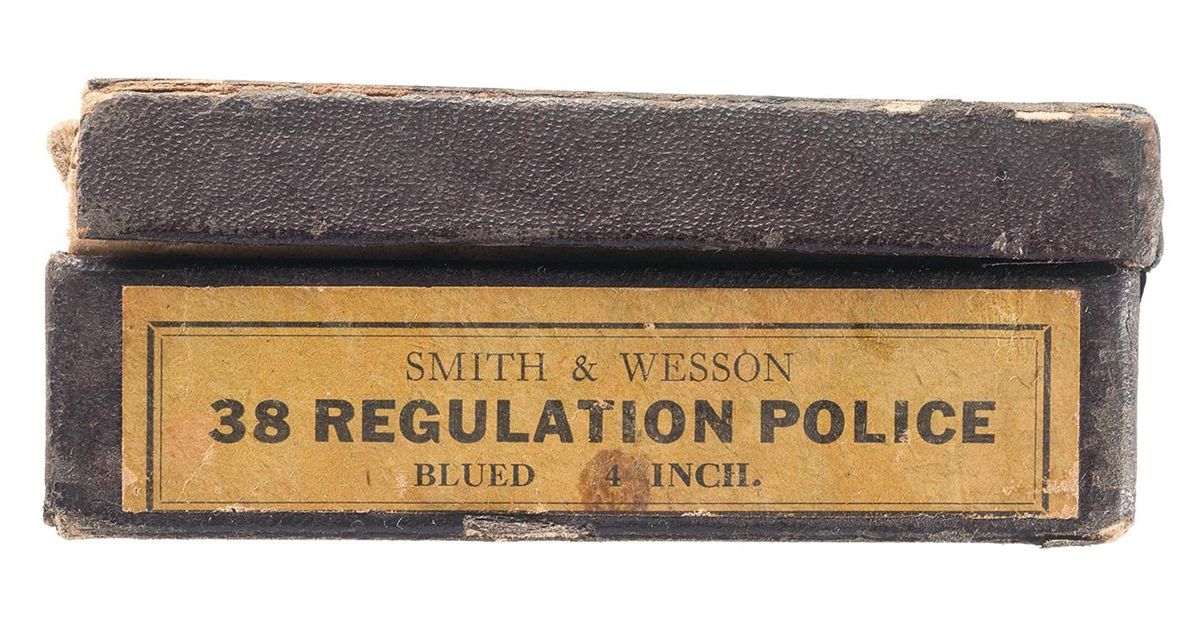 SMITH & WESSON
38 REGULATION POLICE
BLUED 4 INCH.